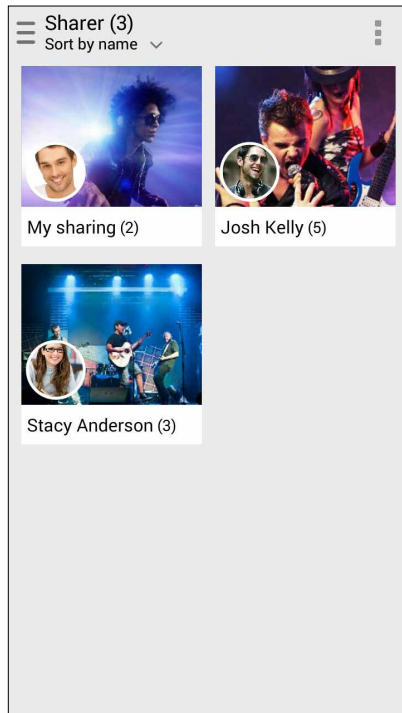 Sharer (3)
Sort by name
My sharing (2)
Josh Kelly (5)
Stacy Anderson (3)